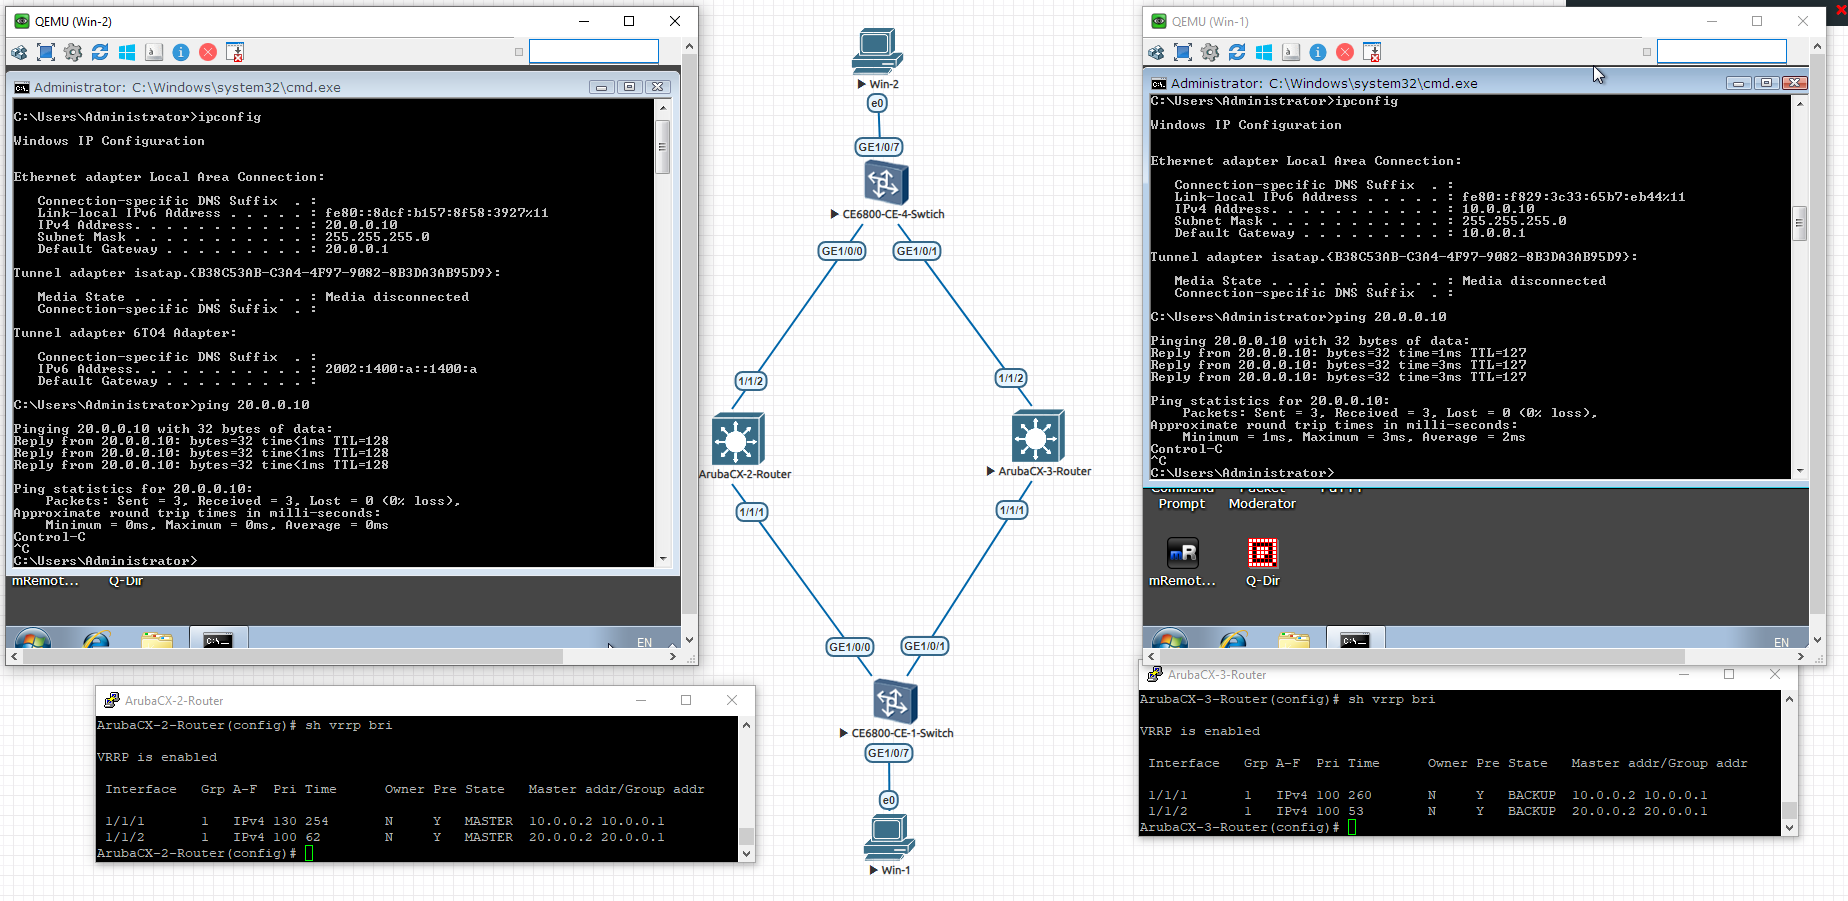 QEMU (Win-2)
Administrator: C:\Windows\system32\cmd.exe
C:\Users\Administrator>ipconfig
Windows IP Configuration
Ethernet adapter Local Area Connection:
Connection-specific DNS Suffix  . :
Link-local IPv6 Address . . . . . : fe80::8dcf:b157:8f58:3927%11
IPv4 Address. . . . . . . . . . . : 20.0.0.10
Subnet Mask . . . . . . . . . . . : 255.255.255.0
Default Gateway . . . . . . . . . : 20.0.0.1
Tunnel adapter isatap.{B38C53AB-C3A4-4F97-9082-8B3DA3AB95D9}:
Media State . . . . . . . . . . . : Media disconnected
Connection-specific DNS Suffix  . :
Tunnel adapter 6TO4 Adapter:
Connection-specific DNS Suffix  . :
IPv6 Address. . . . . . . . . . . : 2002:1400:a::1400:a
Default Gateway . . . . . . . . . :
C:\Users\Administrator>ping 20.0.0.10
Pinging 20.0.0.10 with 32 bytes of data:
Reply from 20.0.0.10: bytes=32 time<1ms TTL=128
Reply from 20.0.0.10: bytes=32 time<1ms TTL=128
Reply from 20.0.0.10: bytes=32 time<1ms TTL=128
Ping statistics for 20.0.0.10:
Packets: Sent = 3, Received = 3, Lost = 0 (0% loss),
Approximate round trip times in milli-seconds:
Minimum = 0ms, Maximum = 0ms, Average = 0ms
Control-C
^C
C:\Users\Administrator>
mRemot... Q-Dir
EN
Win-2
e0
GE1/0/7
CE6800-CE-4-Swtich
GE1/0/0 GE1/0/1
1/1/2 1/1/2
ArubaCX-2-Router ArubaCX-3-Router
1/1/1 1/1/1
GE1/0/0 GE1/0/1
CE6800-CE-1-Switch
GE1/0/7
e0
Win-1
QEMU (Win-1)
Administrator: C:\Windows\system32\cmd.exe
C:\Users\Administrator>ipconfig
Windows IP Configuration
Ethernet adapter Local Area Connection:
Connection-specific DNS Suffix  . :
Link-local IPv6 Address . . . . . : fe80::f829:3c33:65b7:eb44%11
IPv4 Address. . . . . . . . . . . : 10.0.0.10
Subnet Mask . . . . . . . . . . . : 255.255.255.0
Default Gateway . . . . . . . . . : 10.0.0.1
Tunnel adapter isatap.{B38C53AB-C3A4-4F97-9082-8B3DA3AB95D9}:
Media State . . . . . . . . . . . : Media disconnected
Connection-specific DNS Suffix  . :
C:\Users\Administrator>ping 20.0.0.10
Pinging 20.0.0.10 with 32 bytes of data:
Reply from 20.0.0.10: bytes=32 time=1ms TTL=127
Reply from 20.0.0.10: bytes=32 time=3ms TTL=127
Reply from 20.0.0.10: bytes=32 time=3ms TTL=127
Ping statistics for 20.0.0.10:
Packets: Sent = 3, Received = 3, Lost = 0 (0% loss),
Approximate round trip times in milli-seconds:
Minimum = 1ms, Maximum = 3ms, Average = 2ms
Control-C
^C
C:\Users\Administrator>
Command Packet
Prompt Moderator
mRemot... Q-Dir
EN
ArubaCX-2-Router
ArubaCX-2-Router(config)# sh vrrp bri
VRRP is enabled
Interface Grp A-F Pri Time Owner Pre State Master addr/Group addr
1/1/1 1 IPv4 130 254 N Y MASTER 10.0.0.2 10.0.0.1
1/1/2 1 IPv4 100 62 N Y MASTER 20.0.0.2 20.0.0.1
ArubaCX-2-Router(config)#
ArubaCX-3-Router
ArubaCX-3-Router(config)# sh vrrp bri
VRRP is enabled
Interface Grp A-F Pri Time Owner Pre State Master addr/Group addr
1/1/1 1 IPv4 100 260 N Y BACKUP 10.0.0.2 10.0.0.1
1/1/2 1 IPv4 100 53 N Y BACKUP 20.0.0.2 20.0.0.1
ArubaCX-3-Router(config)#